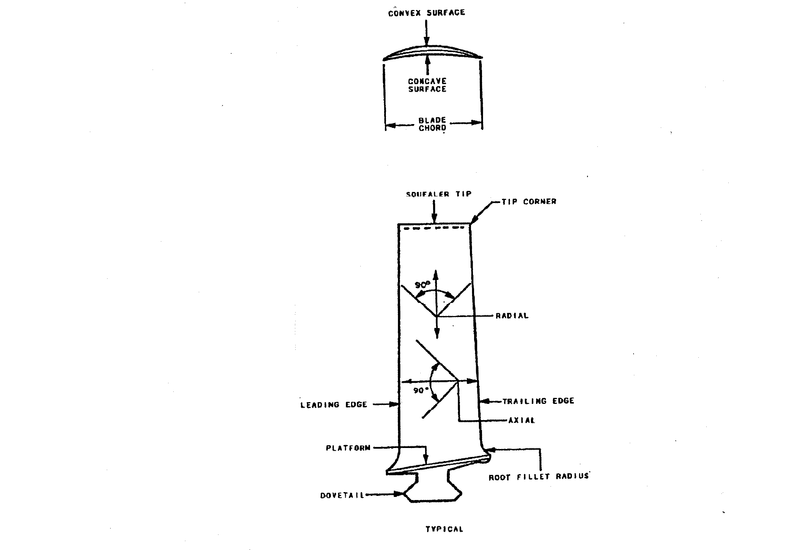 CONVEX SURFACE
CONCAVE
SURFACE
BLADE
CHORD
SQUEALER TIP
TIP CORNER
90°
RADIAL
90°
LEADING EDGE
TRAILING EDGE
AXIAL
PLATFORM
ROOT FILLET RADIUS
DOVETAIL
TYPICAL